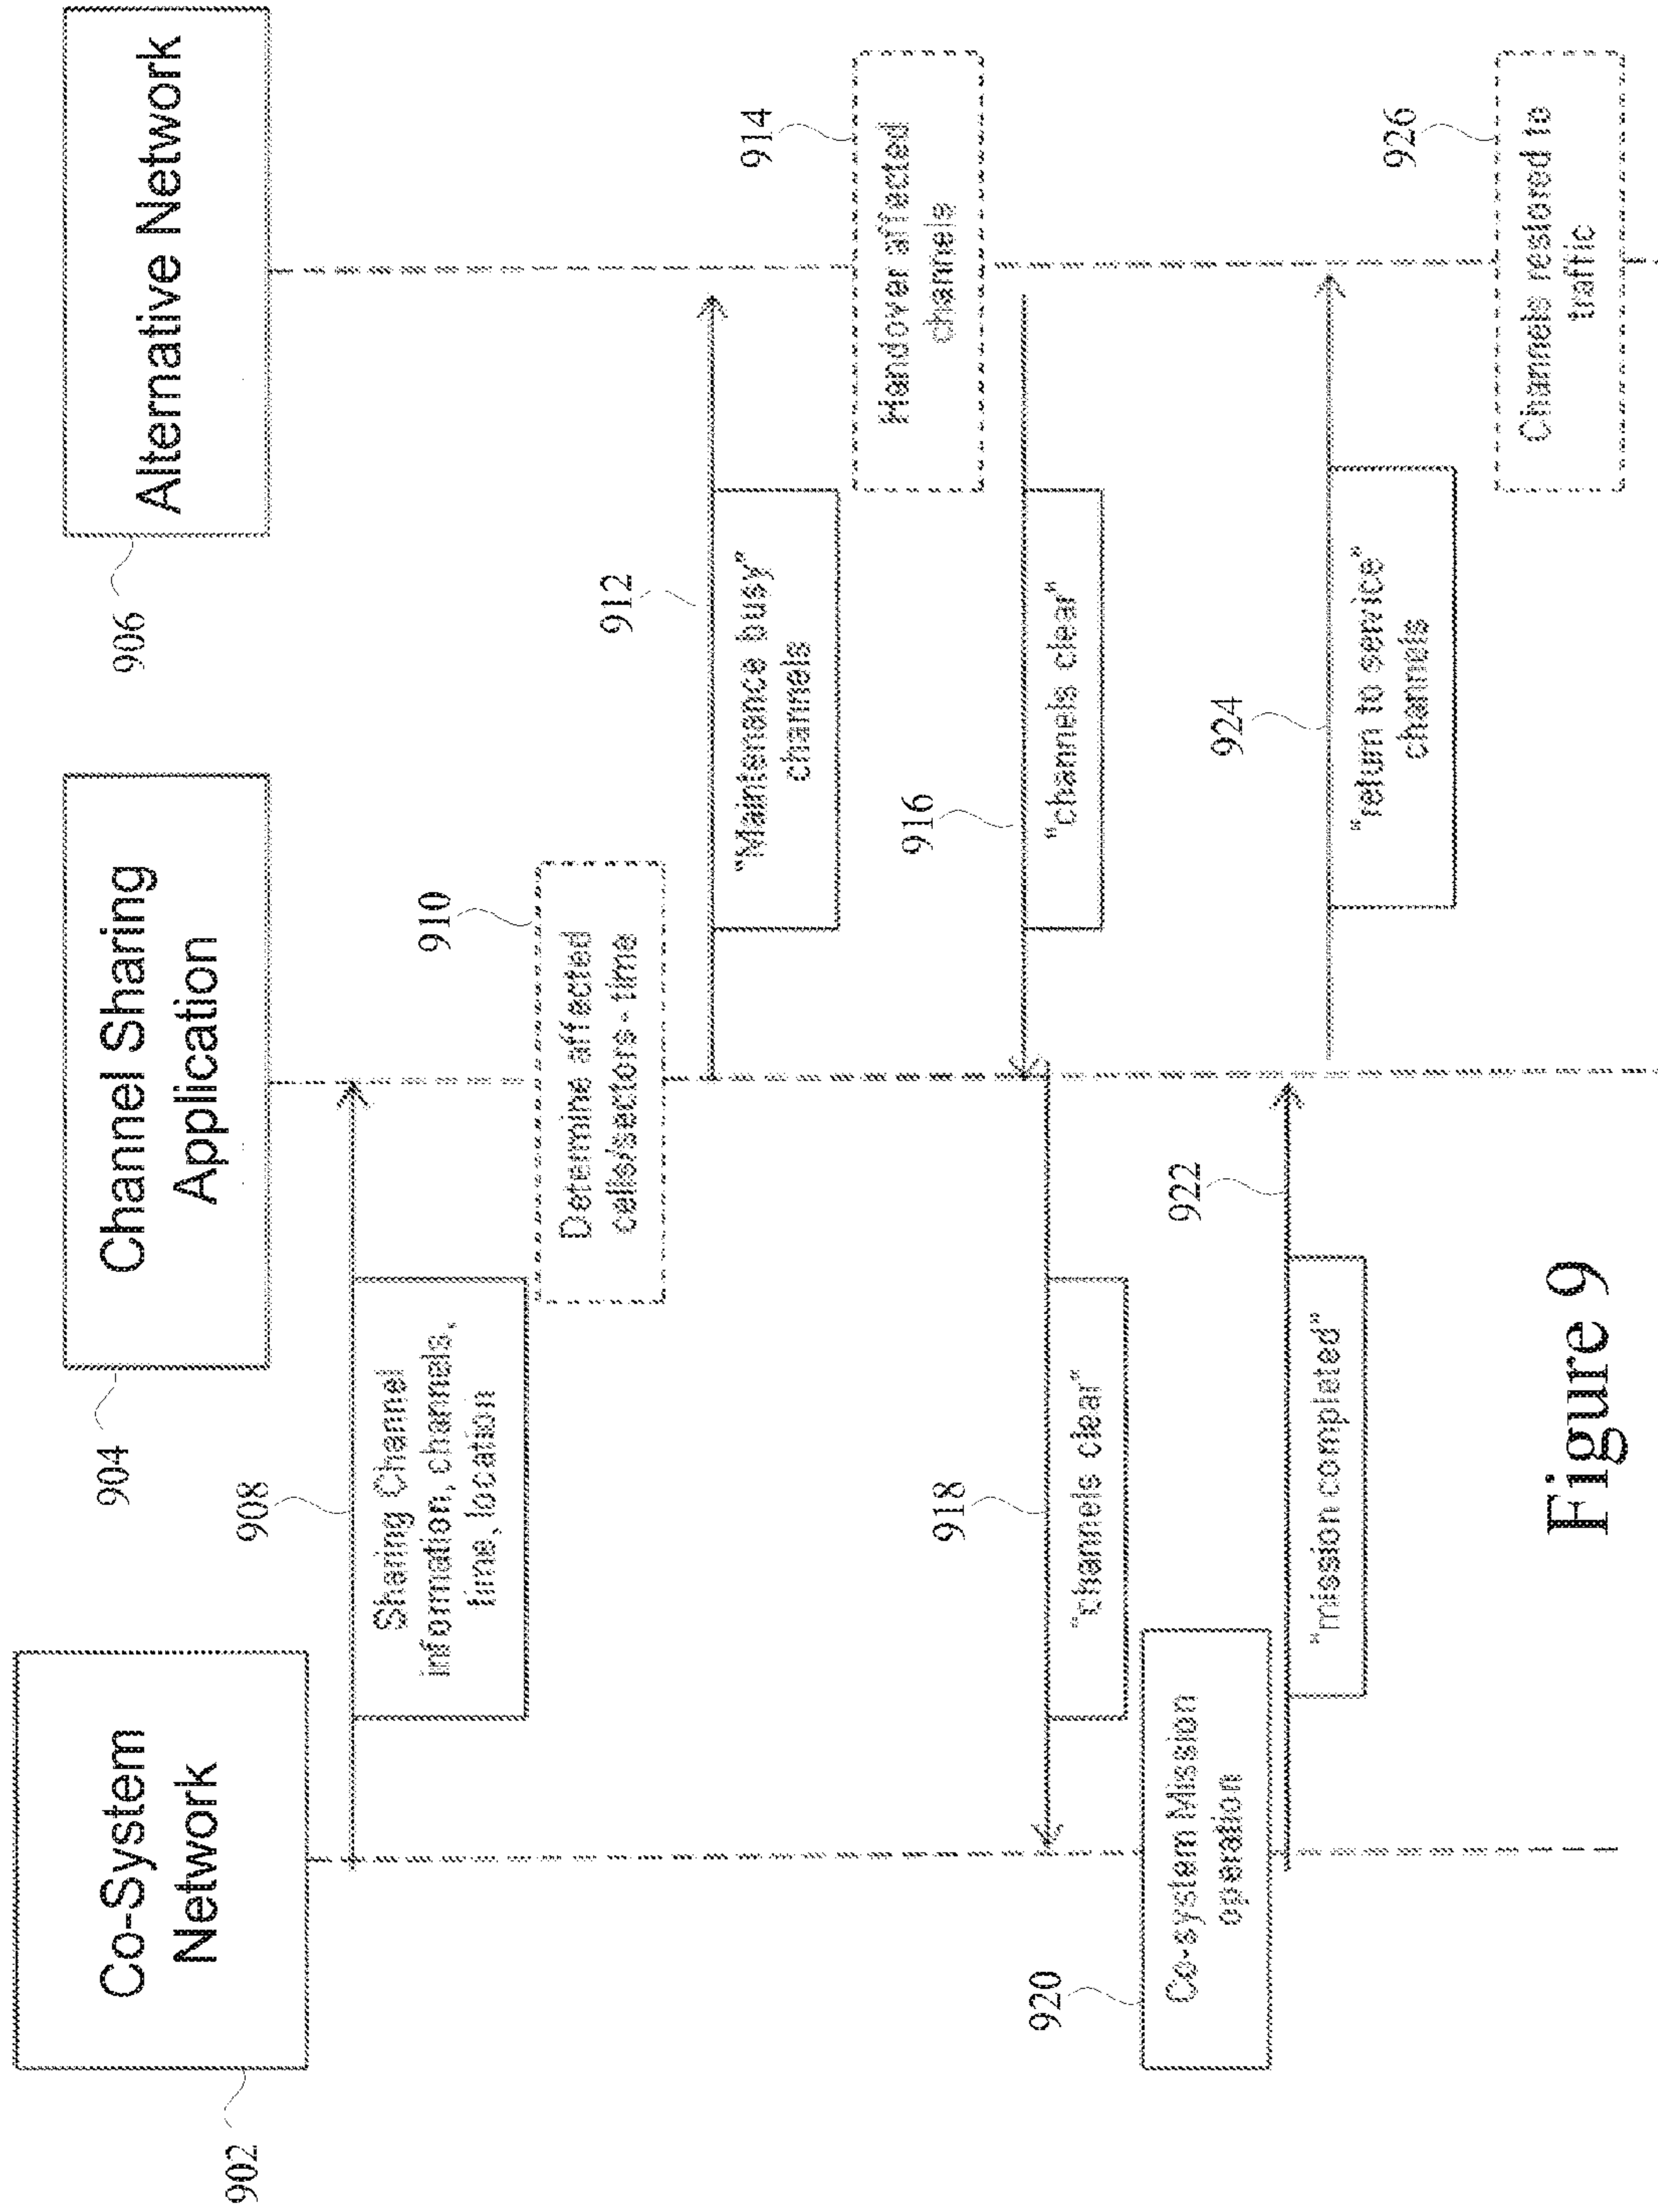 902
Co-System
Network
904
Channel Sharing
Application
906
Alternative Network
908
Sharing Channel
information, channels,
time, location
910
Determine affected
cells/sectors - time
912
"Maintenance busy"
channels
914
Handover affected
channels
916
"channels clear"
918
"channels clear"
920
Co-system Mission
operation
922
"mission completed"
924
"return to service"
channels
926
Channels restored to
traffic
Figure 9